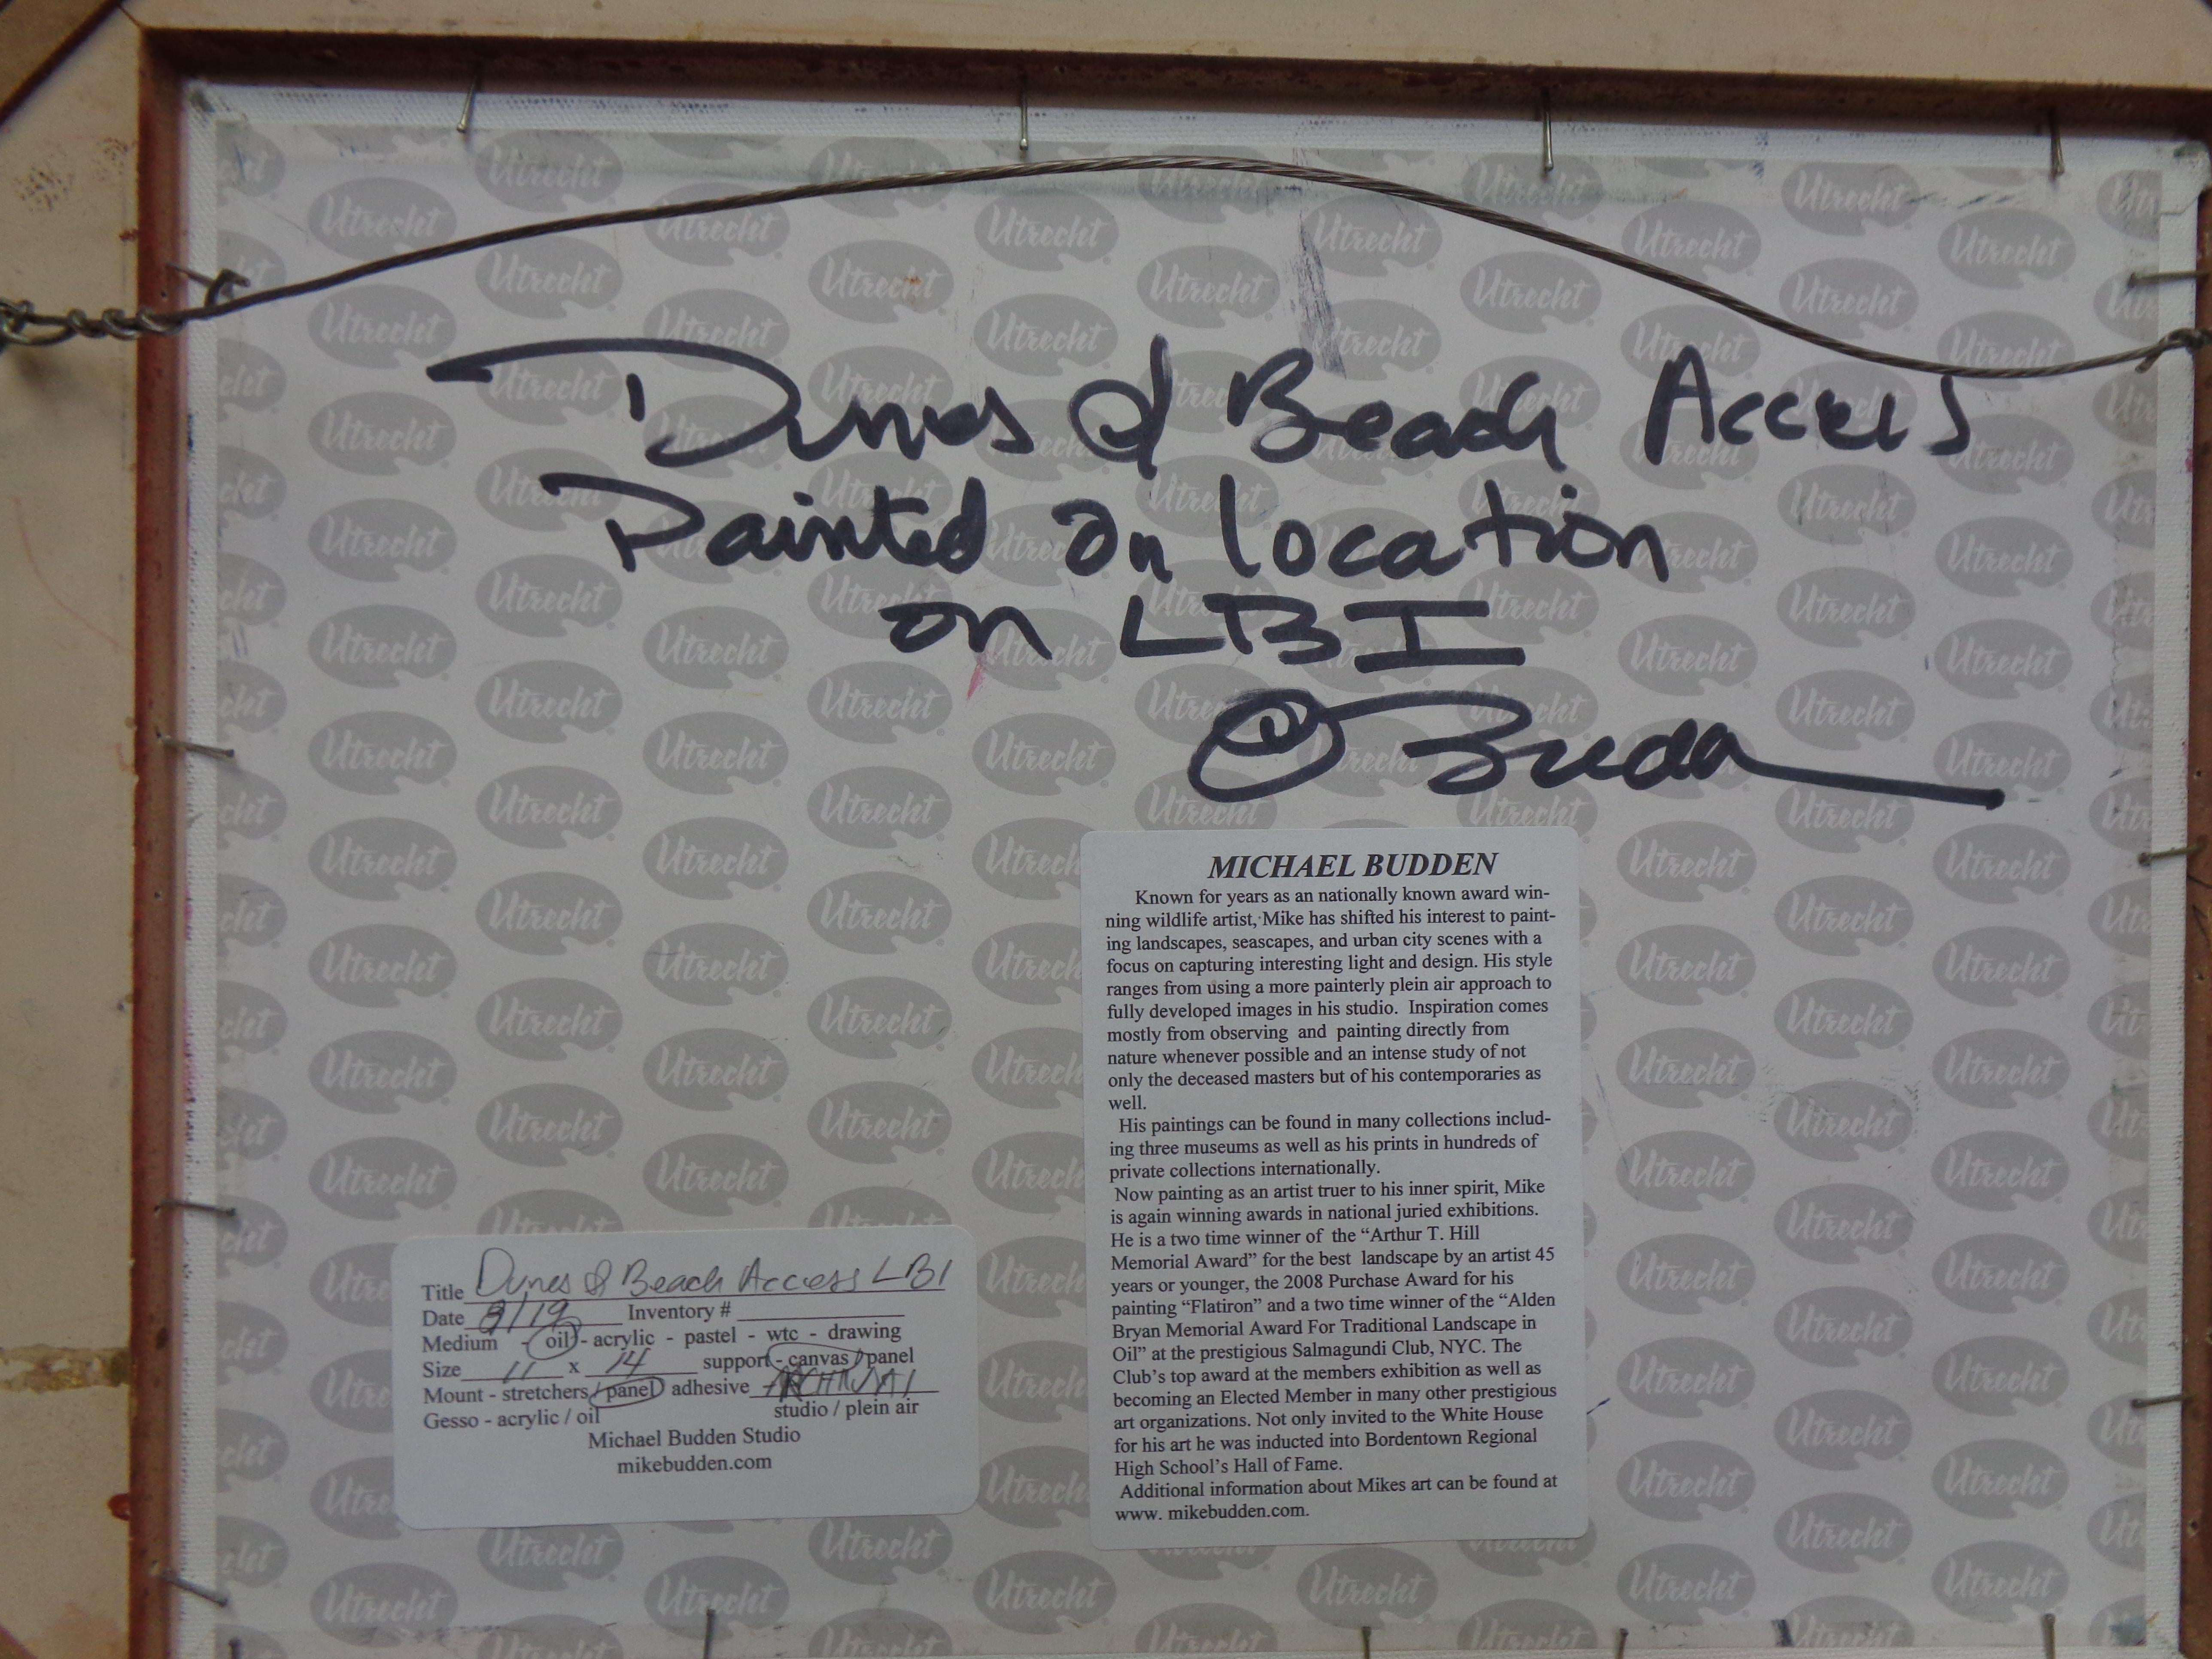 Dunes & Beach Access
Painted on location
on LBI
© Budden
MICHAEL BUDDEN
Known for years as an nationally known award win-
ning wildlife artist, Mike has shifted his interest to paint-
ing landscapes, seascapes, and urban city scenes with a
focus on capturing interesting light and design. His style
ranges from using a more painterly plein air approach to
fully developed images in his studio. Inspiration comes
mostly from observing and painting directly from
nature whenever possible and an intense study of not
only the deceased masters but of his contemporaries as
well.
His paintings can be found in many collections includ-
ing three museums as well as his prints in hundreds of
private collections internationally.
Now painting as an artist truer to his inner spirit, Mike
is again winning awards in national juried exhibitions.
He is a two time winner of the “Arthur T. Hill
Memorial Award” for the best landscape by an artist 45
years or younger, the 2008 Purchase Award for his
painting “Flatiron” and a two time winner of the “Alden
Bryan Memorial Award For Traditional Landscape in
Oil” at the prestigious Salmagundi Club, NYC. The
Club’s top award at the members exhibition as well as
becoming an Elected Member in many other prestigious
art organizations. Not only invited to the White House
for his art he was inducted into Bordentown Regional
High School’s Hall of Fame.
Additional information about Mikes art can be found at
www. mikebudden.com.
Title Dunes & Beach Access LBI
Date /19 Inventory #
Medium - oil - acrylic - pastel - wtc - drawing
Size 11 x 14 support - canvas / panel
Mount - stretchers / panel adhesive ARCHIVAl
Gesso - acrylic / oil studio / plein air
Michael Budden Studio
mikebudden.com
Utrecht